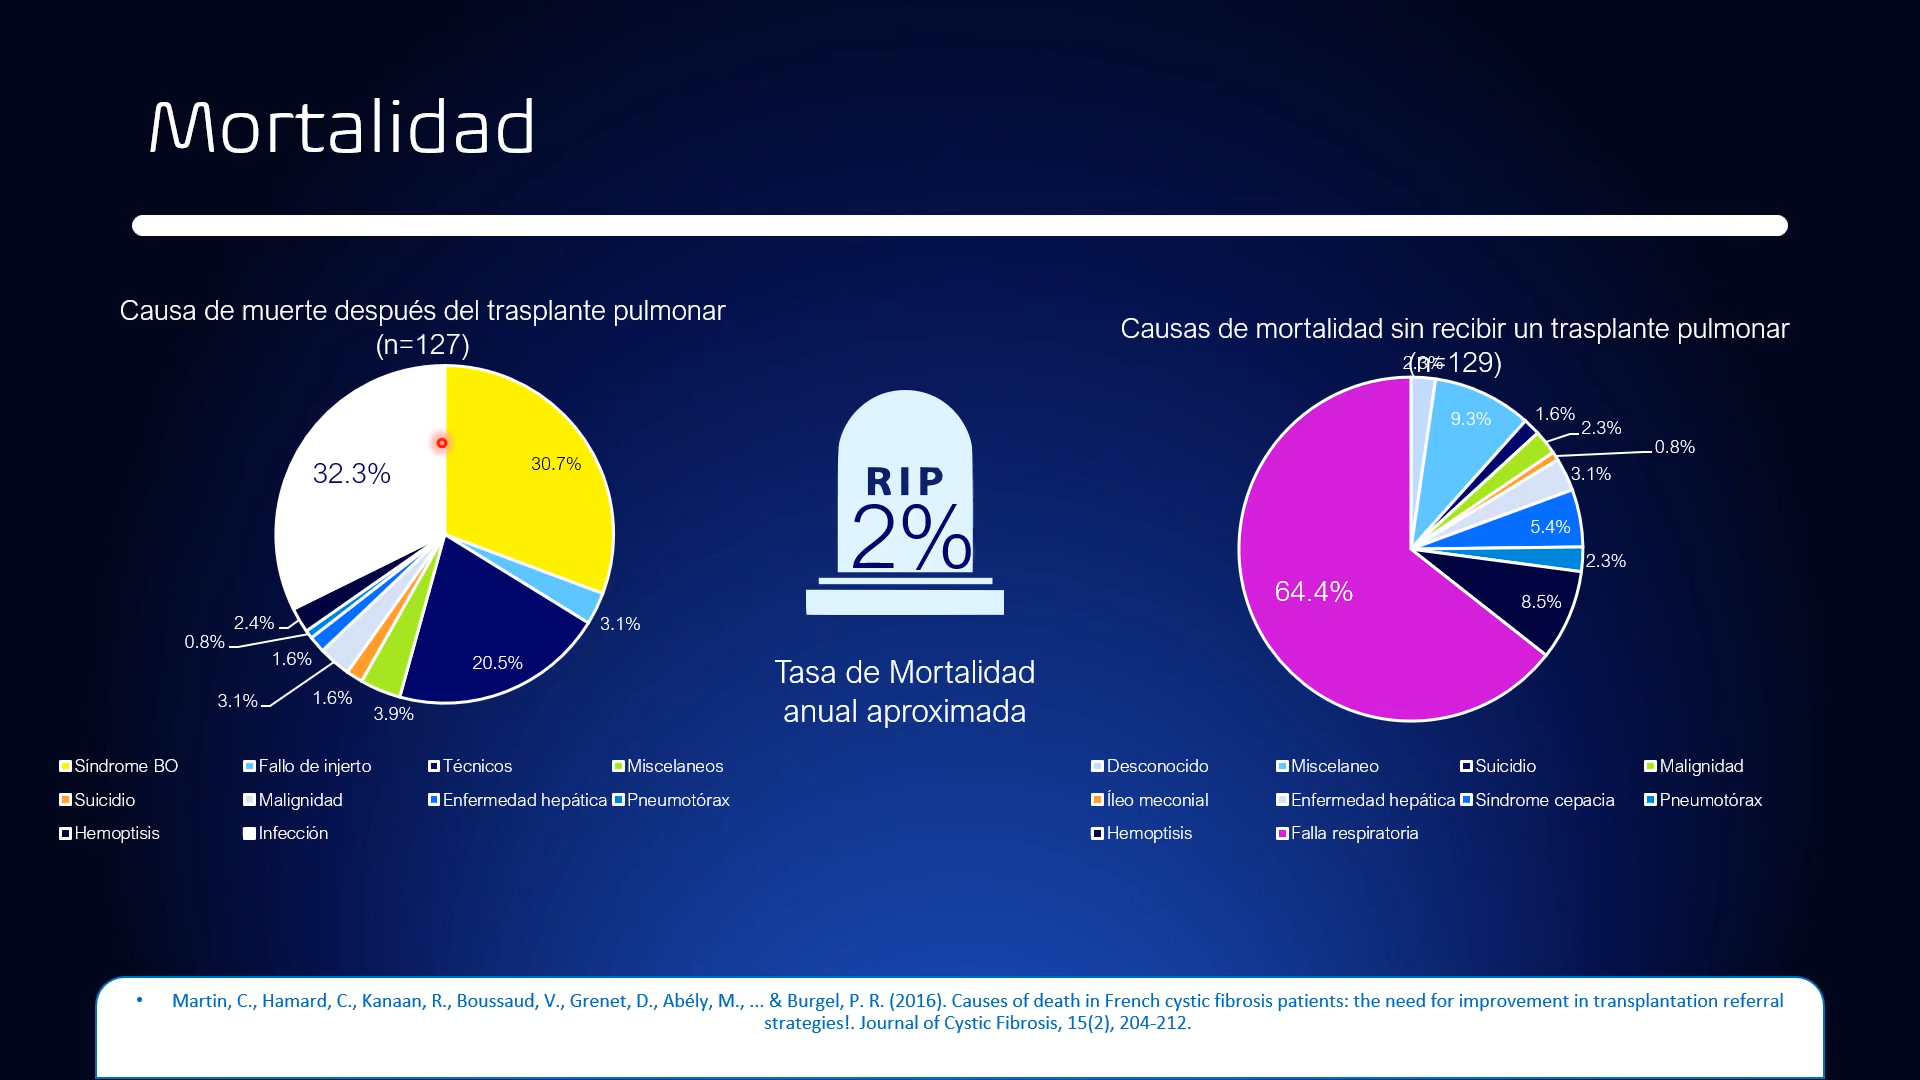 Mortalidad
Causa de muerte después del trasplante pulmonar
(n=127)
32.3%
30.7%
2.4%
0.8%
1.6%
3.1%
1.6%
3.9%
20.5%
3.1%
Síndrome BO
Fallo de injerto
Técnicos
Miscelaneos
Suicidio
Malignidad
Enfermedad hepática
Pneumotórax
Hemoptisis
Infección
RIP
2%
Tasa de Mortalidad
anual aproximada
Causas de mortalidad sin recibir un trasplante pulmonar
(n=129)
2.3%
9.3%
1.6%
2.3%
0.8%
3.1%
5.4%
2.3%
8.5%
64.4%
Desconocido
Miscelaneo
Suicidio
Malignidad
Íleo meconial
Enfermedad hepática
Síndrome cepacia
Pneumotórax
Hemoptisis
Falla respiratoria
• Martin, C., Hamard, C., Kanaan, R., Boussaud, V., Grenet, D., Abély, M., ... & Burgel, P. R. (2016). Causes of death in French cystic fibrosis patients: the need for improvement in transplantation referral
strategies!. Journal of Cystic Fibrosis, 15(2), 204-212.